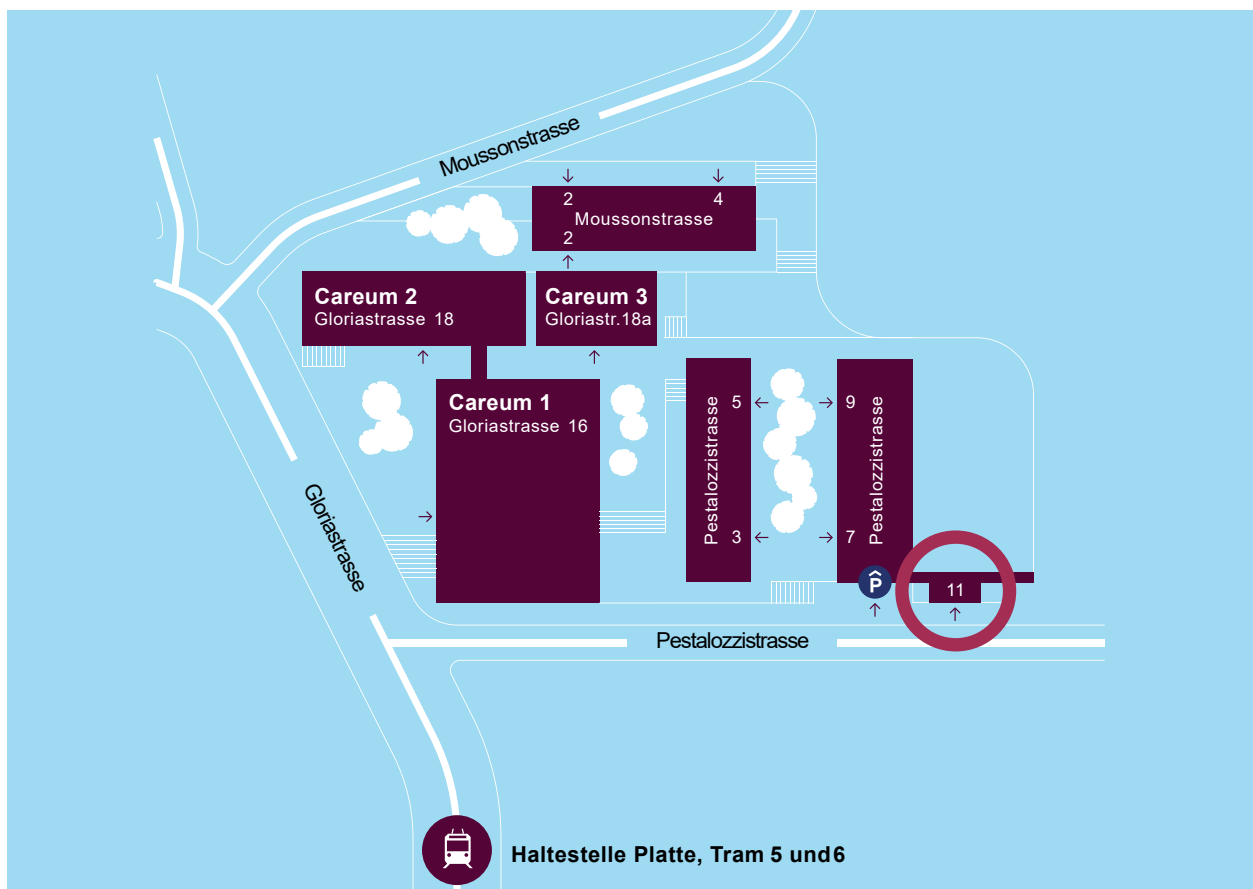 Moussonstrasse
2
4
Moussonstrasse
2
Careum 2
Gloriastrasse 18
Careum 3
Gloriastr.18a
Careum 1
Gloriastrasse 16
5
9
Pestalozzistrasse
Pestalozzistrasse
3
7
Gloriastrasse
P
11
Pestalozzistrasse
Haltestelle Platte, Tram 5 und 6